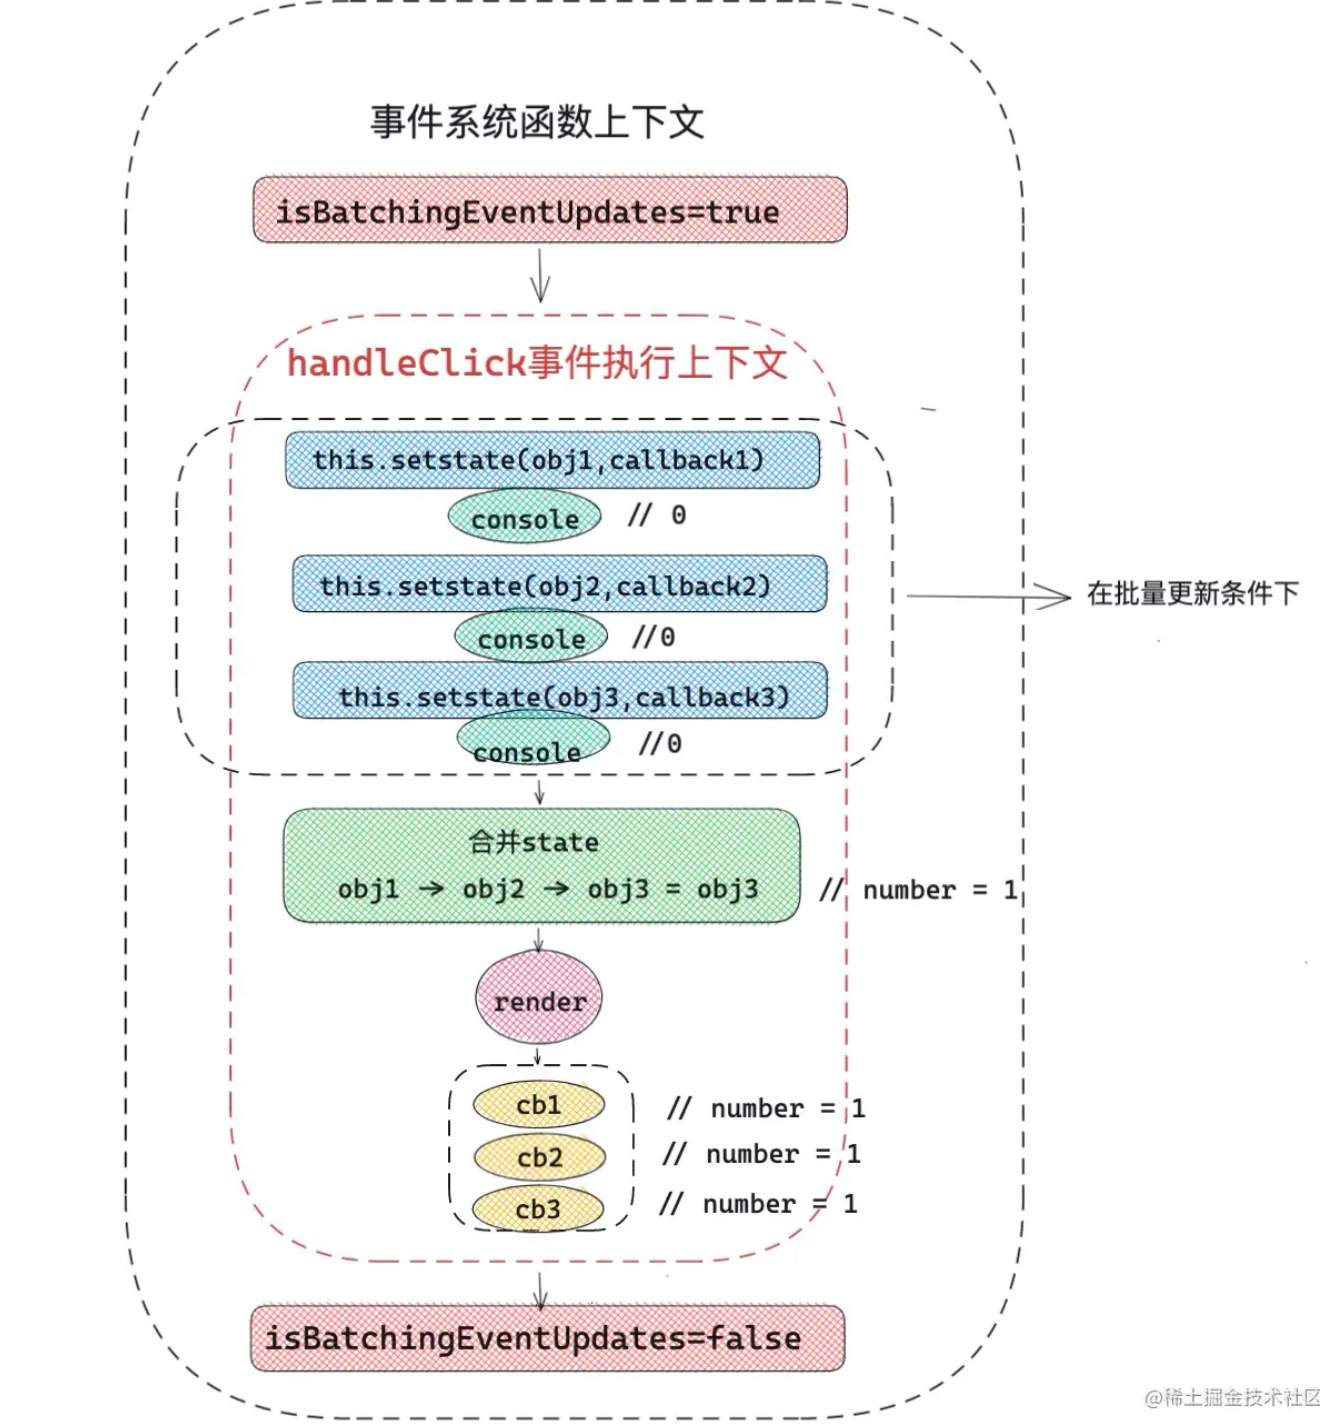 事件系统函数上下文
isBatchingEventUpdates=true
handleClick事件执行上下文
this.setstate(obj1,callback1)
console // 0
this.setstate(obj2,callback2)
在批量更新条件下
console //0
this.setstate(obj3,callback3)
console //0
合并state
obj1 → obj2 → obj3 = obj3 // number = 1
render
cb1 // number = 1
cb2 // number = 1
cb3 // number = 1
isBatchingEventUpdates=false
@稀土掘金技术社区